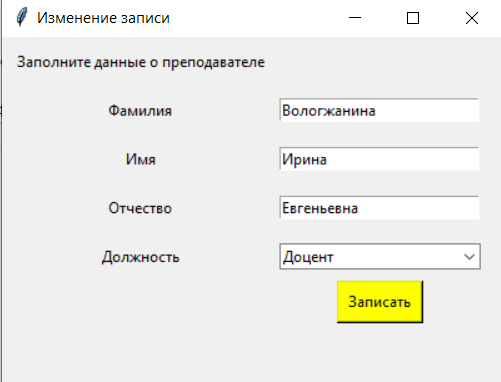 Изменение записи
Заполните данные о преподавателе
Фамилия Вологжанина
Имя Ирина
Отчество Евгеньевна
Должность Доцент
Записать